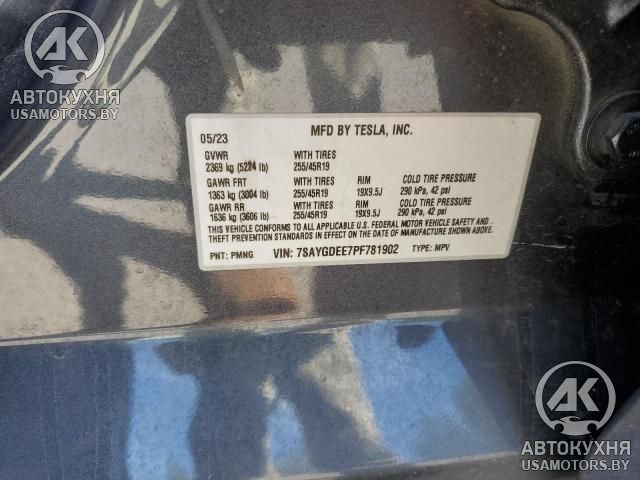 АК
АВТОКУХНЯ
USAMOTORS.BY
05/23
MFD BY TESLA, INC.
GVWR WITH TIRES
2369 kg (5224 lb) 255/45R19
GAWR FRT WITH TIRES RIM COLD TIRE PRESSURE
1363 kg (3004 lb) 255/45R19 19X9.5J 290 kPa, 42 psi
GAWR RR WITH TIRES RIM COLD TIRE PRESSURE
1636 kg (3606 lb) 255/45R19 19X9.5J 290 kPa, 42 psi
THIS VEHICLE CONFORMS TO ALL APPLICABLE U.S. FEDERAL MOTOR VEHICLE SAFETY AND
THEFT PREVENTION STANDARDS IN EFFECT ON THE DATE OF MANUFACTURE SHOWN ABOVE.
PNT: PMNG VIN: 7SAYGDEE7PF781902 TYPE: MPV
АК
АВТОКУХНЯ
USAMOTORS.BY